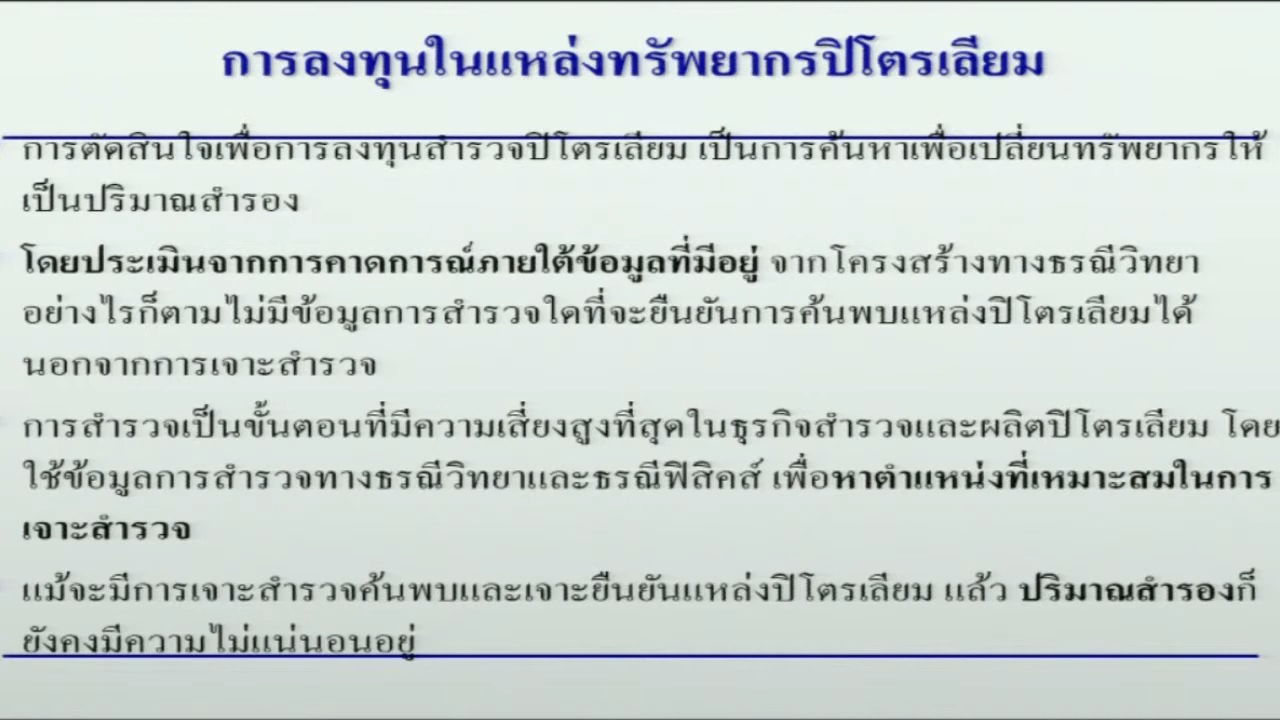 การลงทุนในแหล่งทรัพยากรปิโตรเลียม
การตัดสินใจเพื่อการลงทุนสำรวจปิโตรเลียม เป็นการค้นหาเพื่อเปลี่ยนทรัพยากรให้
เป็นปริมาณสำรอง
โดยประเมินจากการคาดการณ์ภายใต้ข้อมูลที่มีอยู่ จากโครงสร้างทางธรณีวิทยา
อย่างไรก็ตามไม่มีข้อมูลการสำรวจใดที่จะยืนยันการค้นพบแหล่งปิโตรเลียมได้
นอกจากการเจาะสำรวจ
การสำรวจเป็นขั้นตอนที่มีความเสี่ยงสูงที่สุดในธุรกิจสำรวจและผลิตปิโตรเลียม โดย
ใช้ข้อมูลการสำรวจทางธรณีวิทยาและธรณีฟิสิคส์ เพื่อหาตำแหน่งที่เหมาะสมในการ
เจาะสำรวจ
แม้จะมีการเจาะสำรวจค้นพบและเจาะยืนยันแหล่งปิโตรเลียม แล้ว ปริมาณสำรองก็
ยังคงมีความไม่แน่นอนอยู่